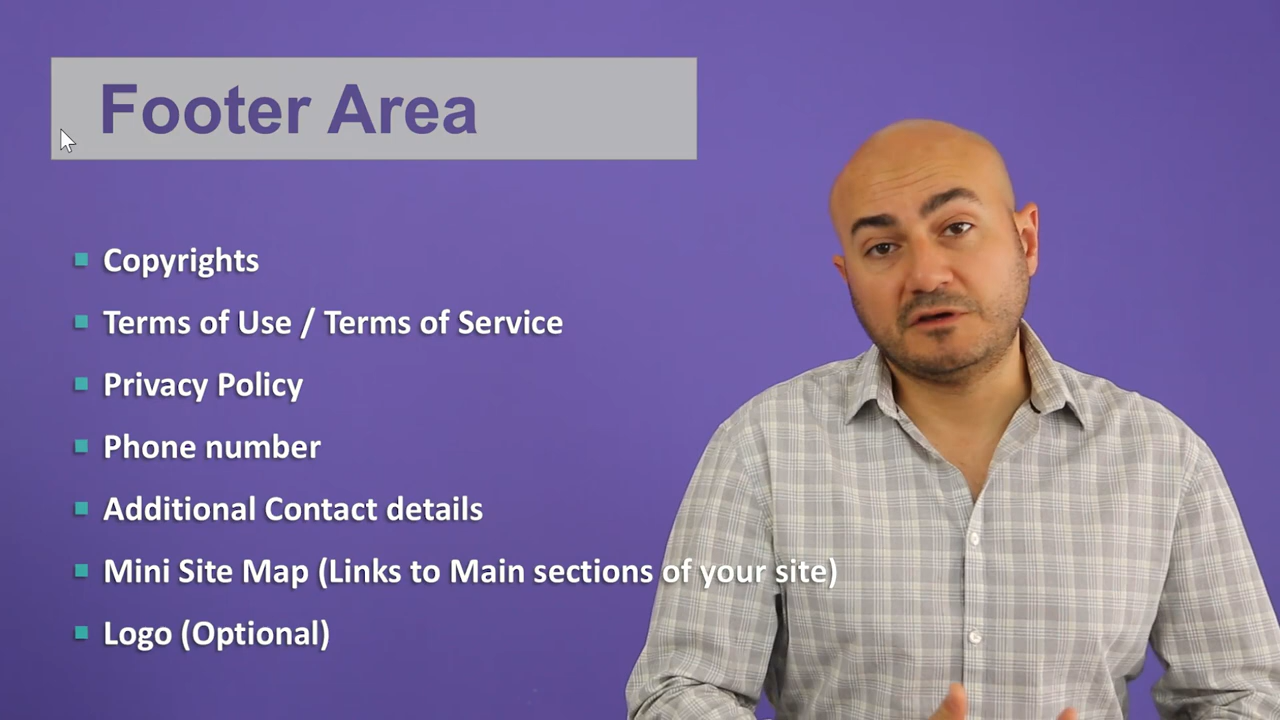 Footer Area
Copyrights
Terms of Use / Terms of Service
Privacy Policy
Phone number
Additional Contact details
Mini Site Map (Links to Main sections of your site)
Logo (Optional)